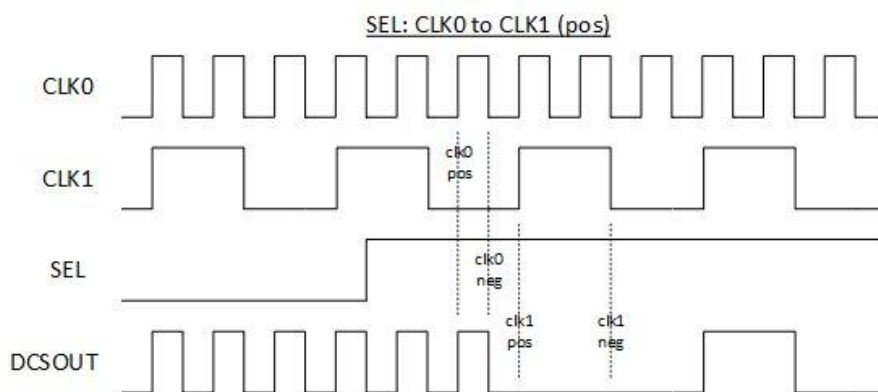 SEL: CLK0 to CLK1 (pos)
CLK0
CLK1
clk0
pos
SEL
clk0
neg
clk1
pos
clk1
neg
DCSOUT